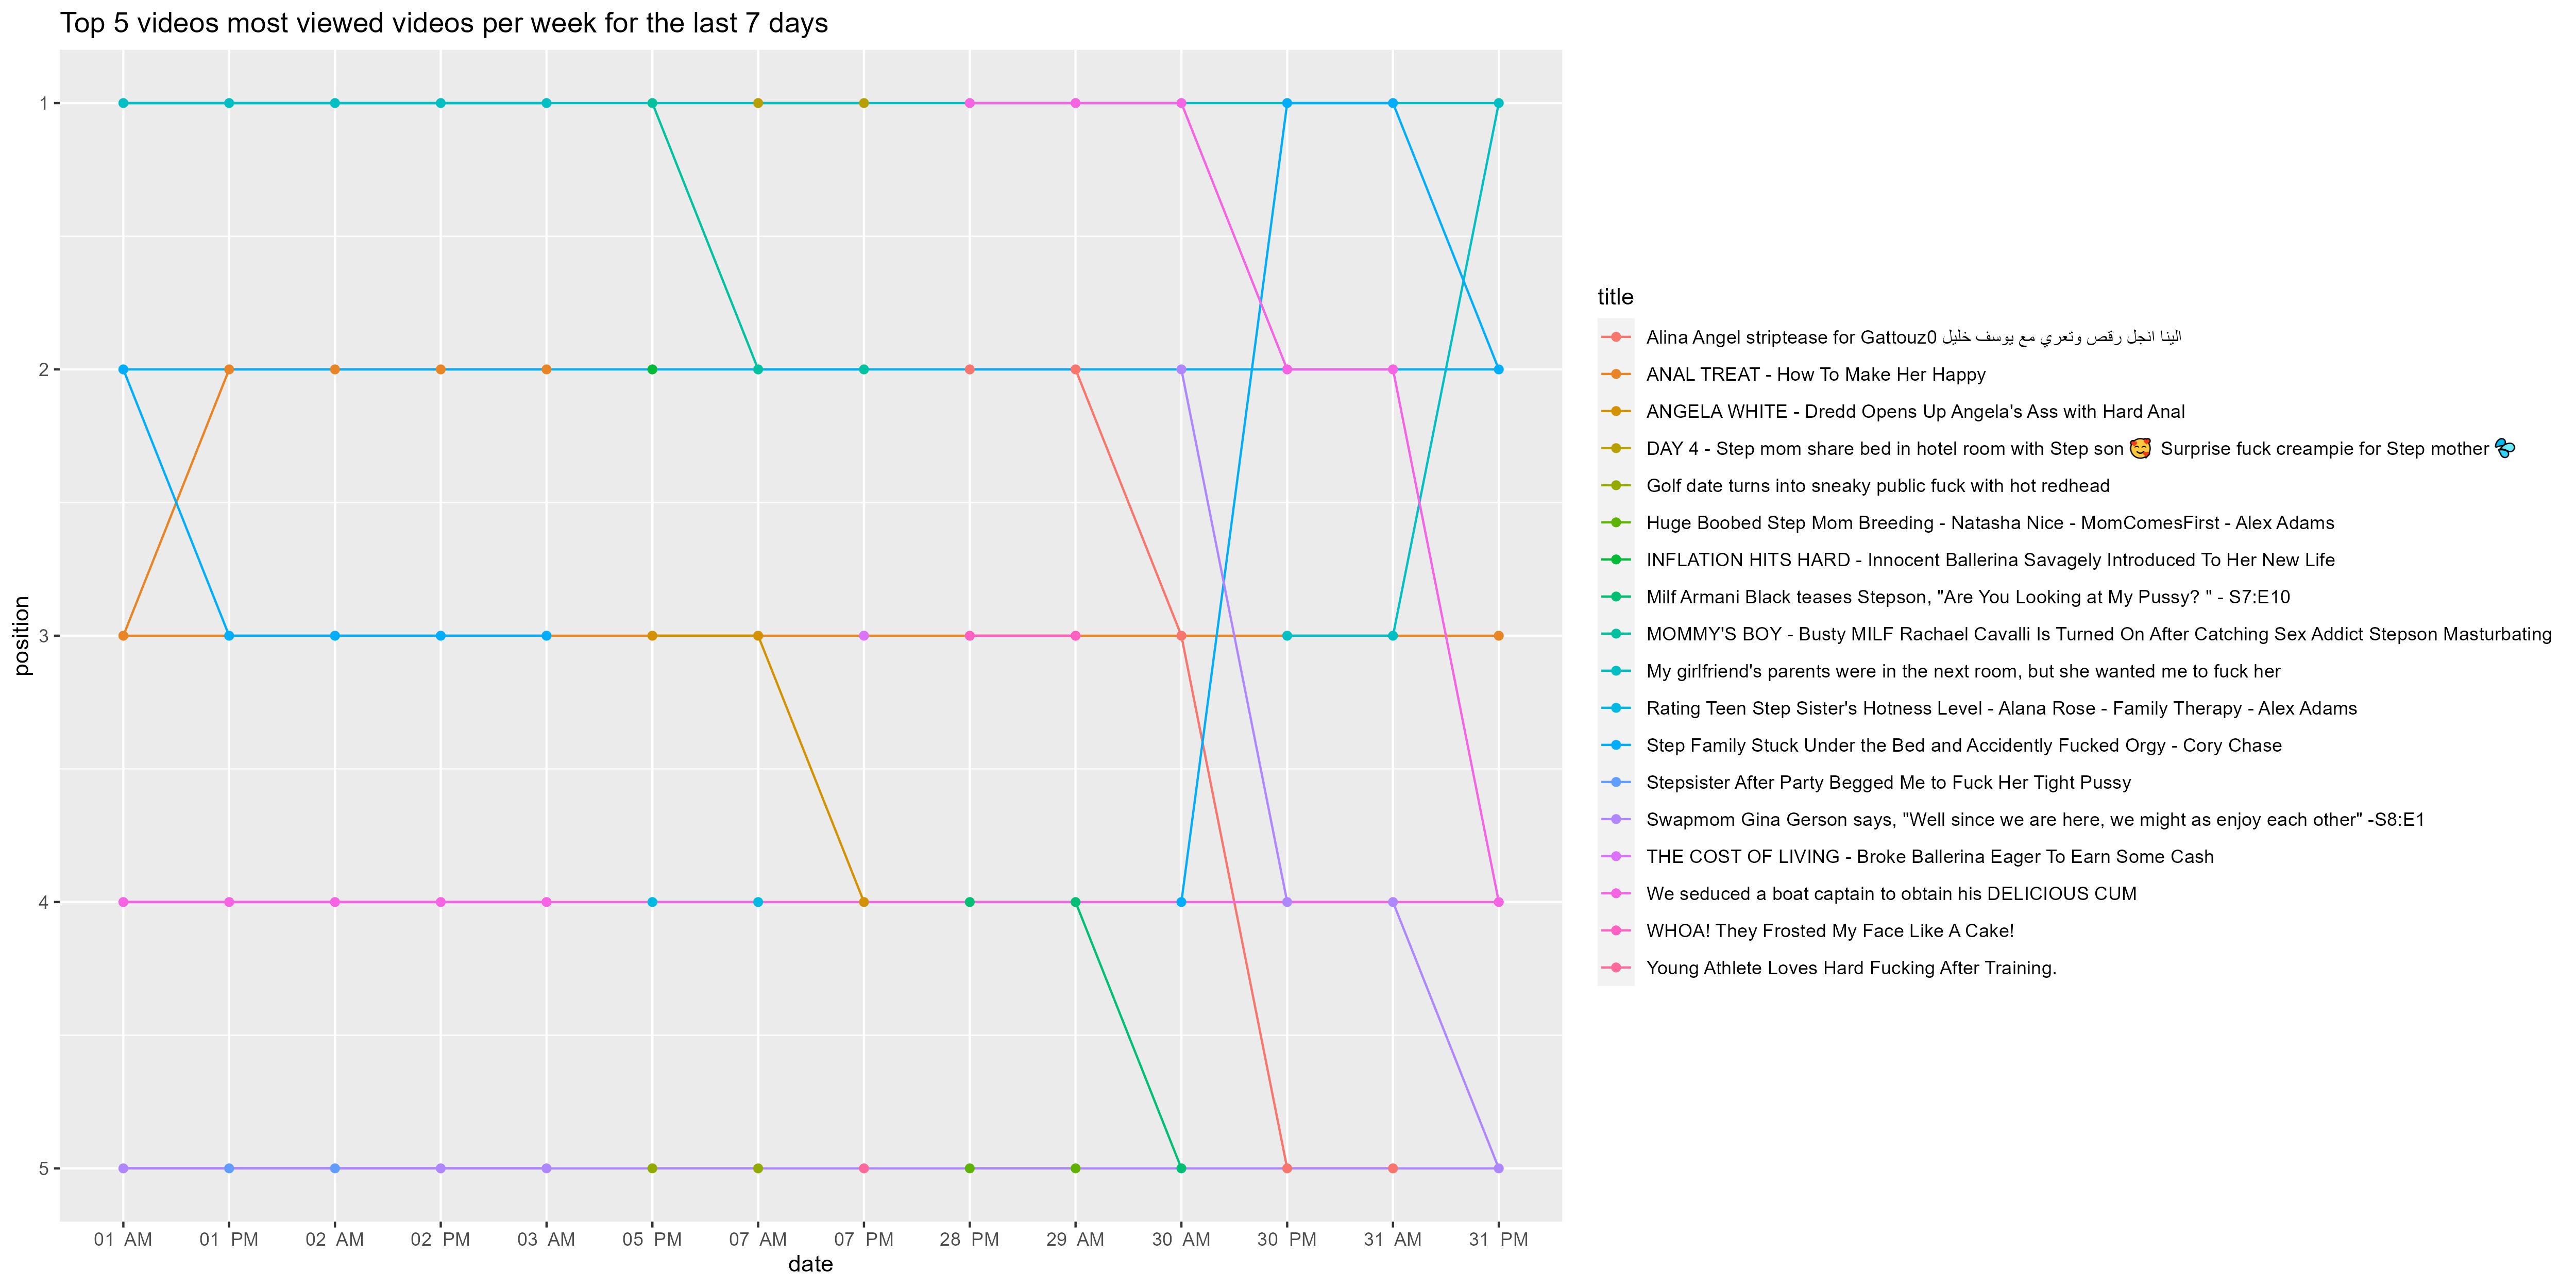 Top 5 videos most viewed videos per week for the last 7 days
position
1
2
3
4
5
01 AM 01 PM 02 AM 02 PM 03 AM 05 PM 07 AM 07 PM 28 PM 29 AM 30 AM 30 PM 31 AM 31 PM
date
title
Alina Angel striptease for Gattouz0 الينا انجل رقص وتعري مع يوسف خليل
ANAL TREAT - How To Make Her Happy
ANGELA WHITE - Dredd Opens Up Angela's Ass with Hard Anal
DAY 4 - Step mom share bed in hotel room with Step son 🥰 Surprise fuck creampie for Step mother 💦
Golf date turns into sneaky public fuck with hot redhead
Huge Boobed Step Mom Breeding - Natasha Nice - MomComesFirst - Alex Adams
INFLATION HITS HARD - Innocent Ballerina Savagely Introduced To Her New Life
Milf Armani Black teases Stepson, "Are You Looking at My Pussy? " - S7:E10
MOMMY'S BOY - Busty MILF Rachael Cavalli Is Turned On After Catching Sex Addict Stepson Masturbating
My girlfriend's parents were in the next room, but she wanted me to fuck her
Rating Teen Step Sister's Hotness Level - Alana Rose - Family Therapy - Alex Adams
Step Family Stuck Under the Bed and Accidently Fucked Orgy - Cory Chase
Stepsister After Party Begged Me to Fuck Her Tight Pussy
Swapmom Gina Gerson says, "Well since we are here, we might as enjoy each other" -S8:E1
THE COST OF LIVING - Broke Ballerina Eager To Earn Some Cash
We seduced a boat captain to obtain his DELICIOUS CUM
WHOA! They Frosted My Face Like A Cake!
Young Athlete Loves Hard Fucking After Training.